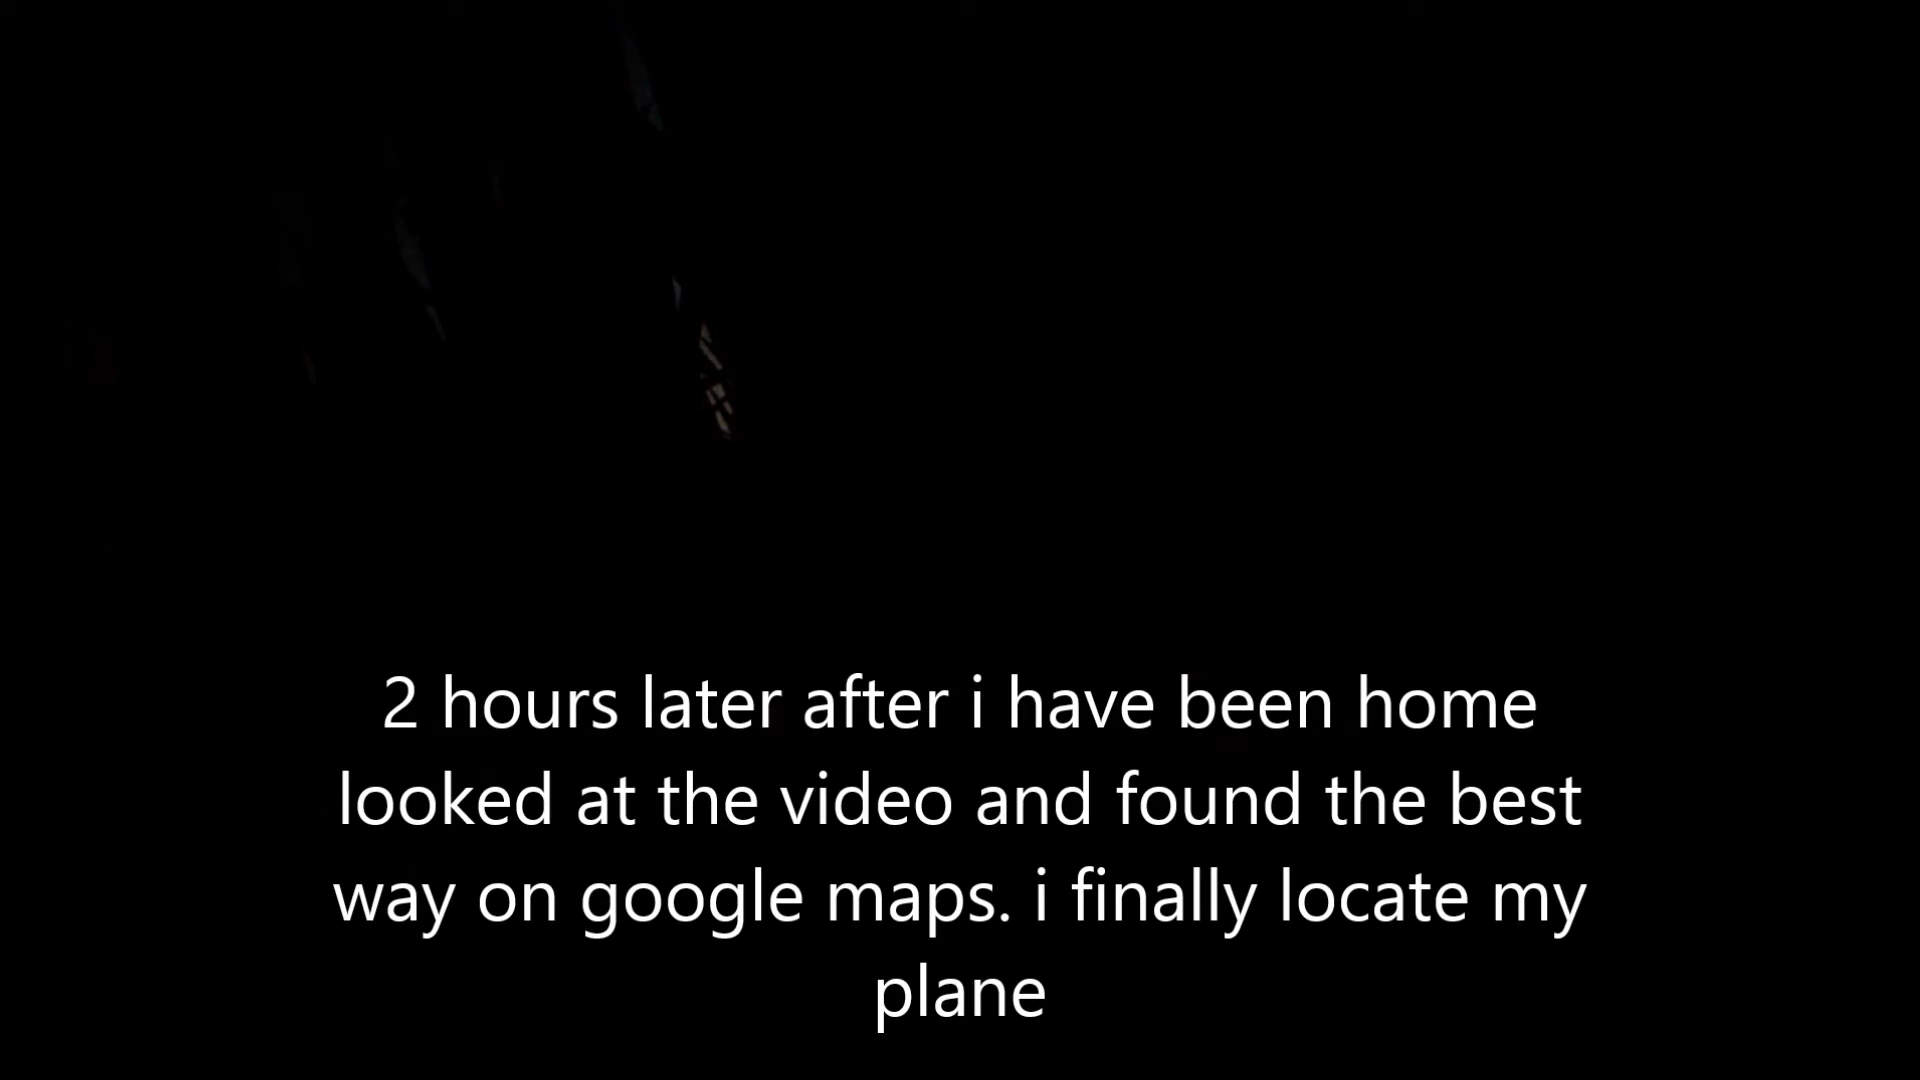 2 hours later after i have been home
looked at the video and found the best
way on google maps. i finally locate my
plane